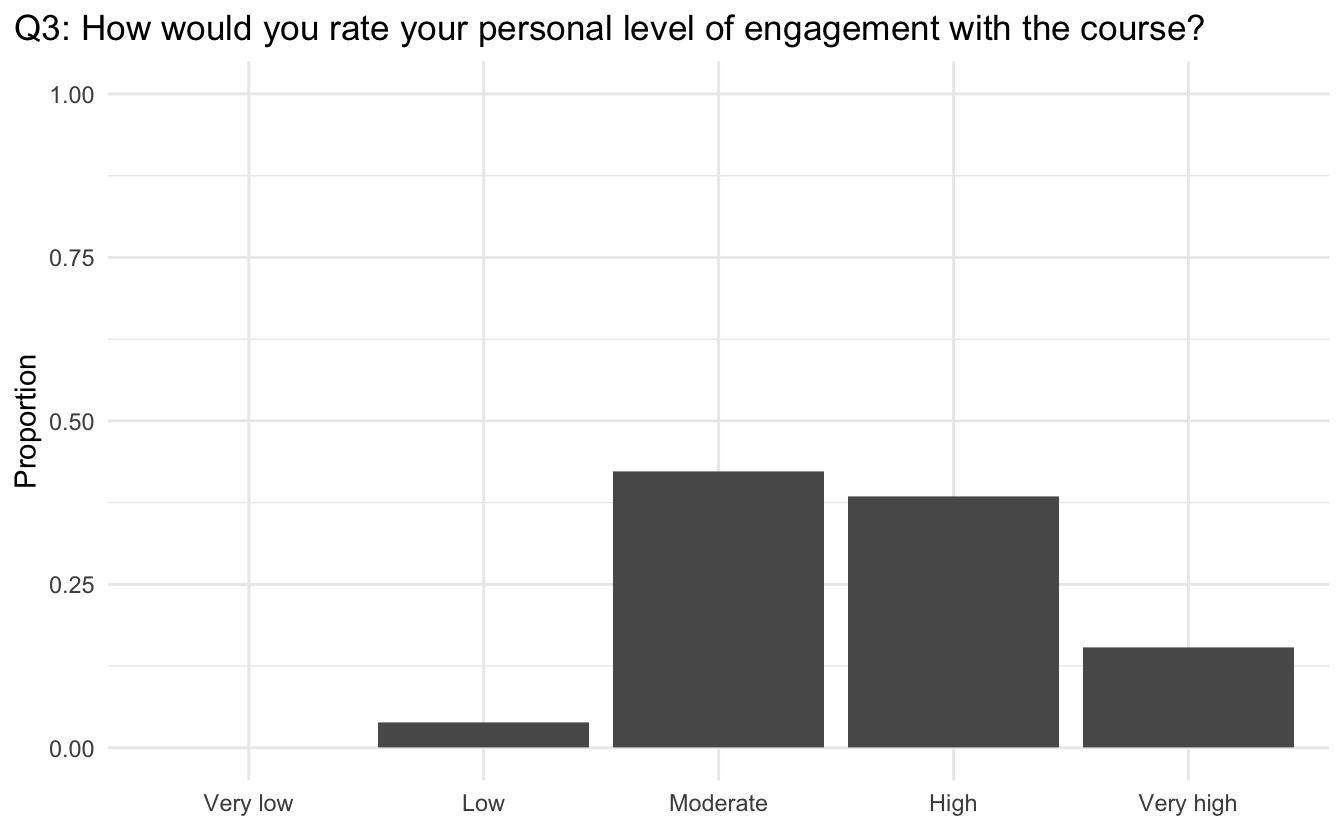 Q3: How would you rate your personal level of engagement with the course?
1.00
0.75
0.50
0.25
0.00
Proportion
Very low Low Moderate High Very high